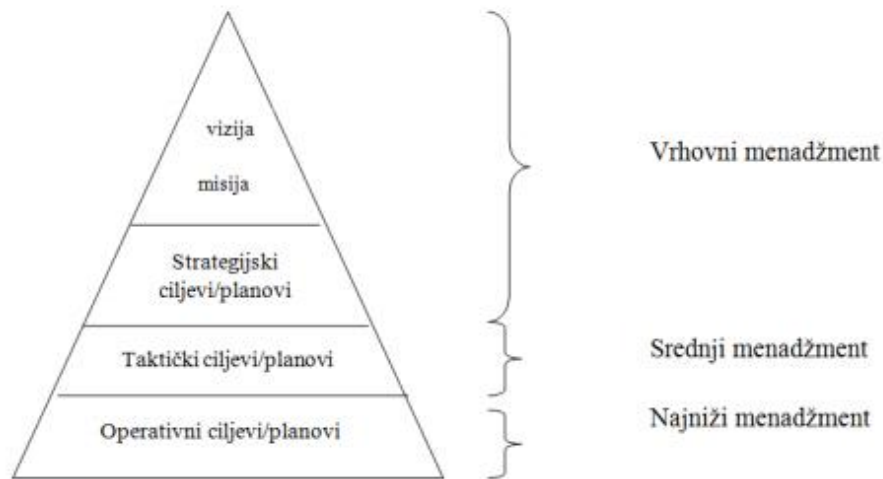 vizija
misija
Strategijski
ciljevi/planovi
Taktički ciljevi/planovi
Operativni ciljevi/planovi
Vrhovni menadžment
Srednji menadžment
Najniži menadžment